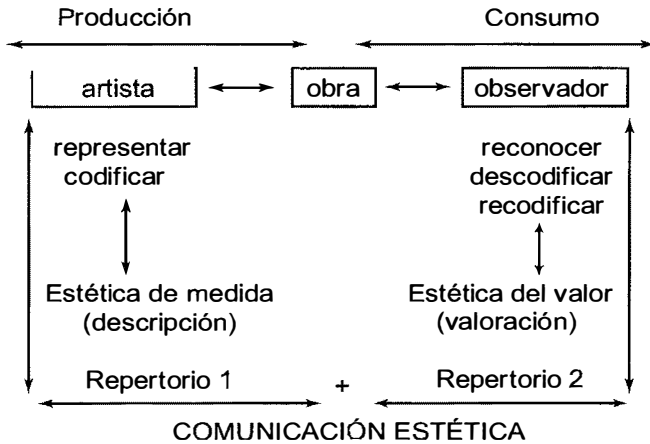 Producción Consumo
artista obra observador
representar
codificar
reconocer
descodificar
recodificar
Estética de medida
(descripción)
Estética del valor
(valoración)
Repertorio 1 + Repertorio 2
COMUNICACIÓN ESTÉTICA